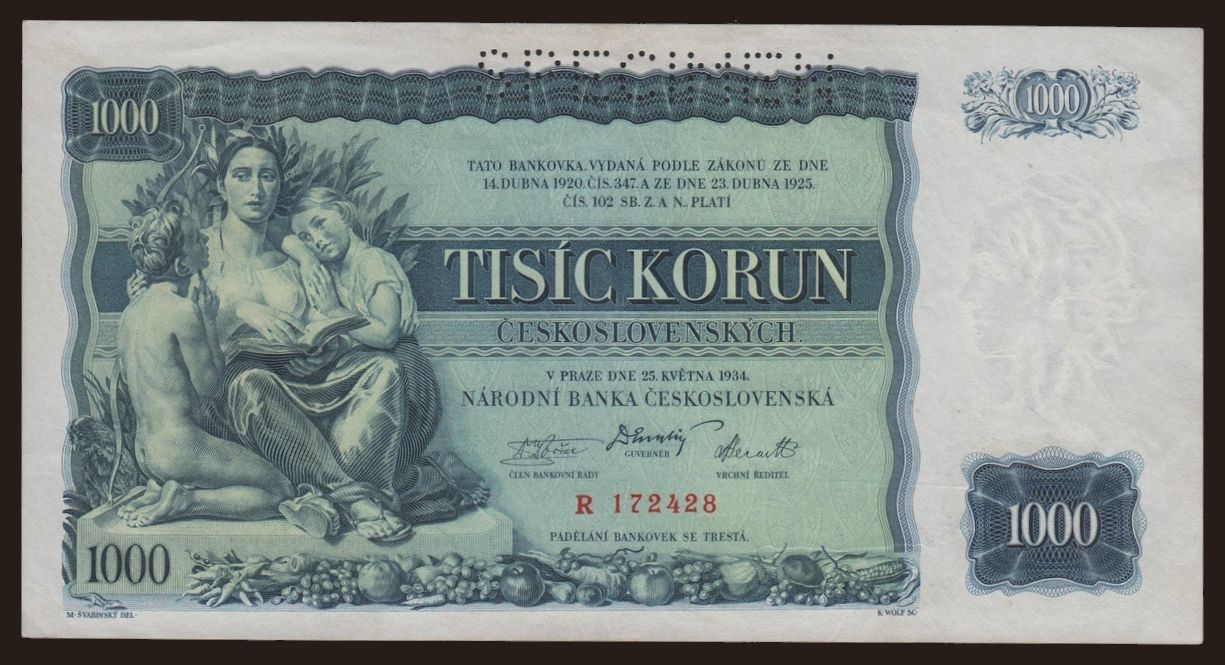 SPECIMEN
1000
1000
TATO BANKOVKA, VYDANÁ PODLE ZÁKONŮ ZE DNE
14. DUBNA 1920. ČÍS. 347. A ZE DNE 23. DUBNA 1925.
ČÍS. 102 SB. Z. A N., PLATÍ
TISÍC KORUN
ČESKOSLOVENSKÝCH.
V PRAZE DNE 25. KVĚTNA 1934.
NÁRODNÍ BANKA ČESKOSLOVENSKÁ
ČLEN BANKOVNÍ RADY
GUVERNÉR
VRCHNÍ ŘEDITEL
R 172428
PADĚLÁNÍ BANKOVEK SE TRESTÁ.
1000
1000
M. ŠVABINSKÝ DEL.
K. WOLF SC.